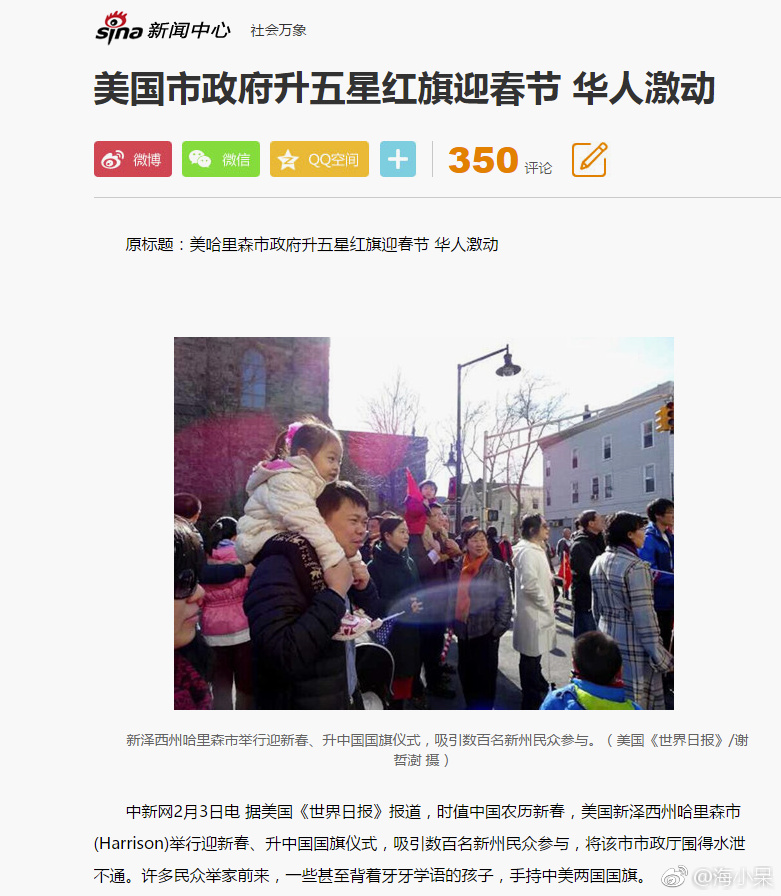 sina 新闻中心 社会万象
美国市政府升五星红旗迎春节 华人激动
微博 微信 QQ空间 350 评论
原标题：美哈里森市政府升五星红旗迎春节 华人激动
新泽西州哈里森市举行迎新春、升中国国旗仪式，吸引数百名新州民众参与。（美国《世界日报》/谢
哲澍 摄）
中新网2月3日电 据美国《世界日报》报道，时值中国农历新春，美国新泽西州哈里森市
(Harrison)举行迎新春、升中国国旗仪式，吸引数百名新州民众参与，将该市市政厅围得水泄
不通。许多民众举家前来，一些甚至背着牙牙学语的孩子，手持中美两国国旗。
@海小呆